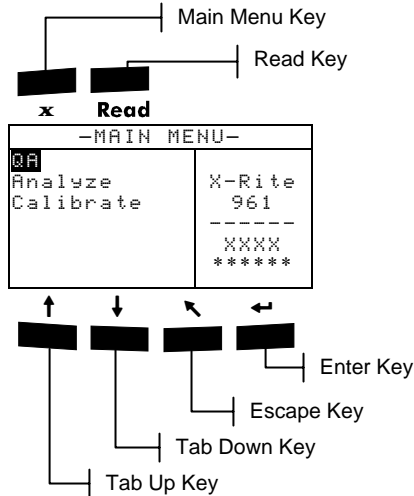 Main Menu Key
Read Key
x Read
–MAIN MENU–
QA
Analyze
Calibrate
X-Rite
961
------
XXXX
******
Enter Key
Escape Key
Tab Down Key
Tab Up Key